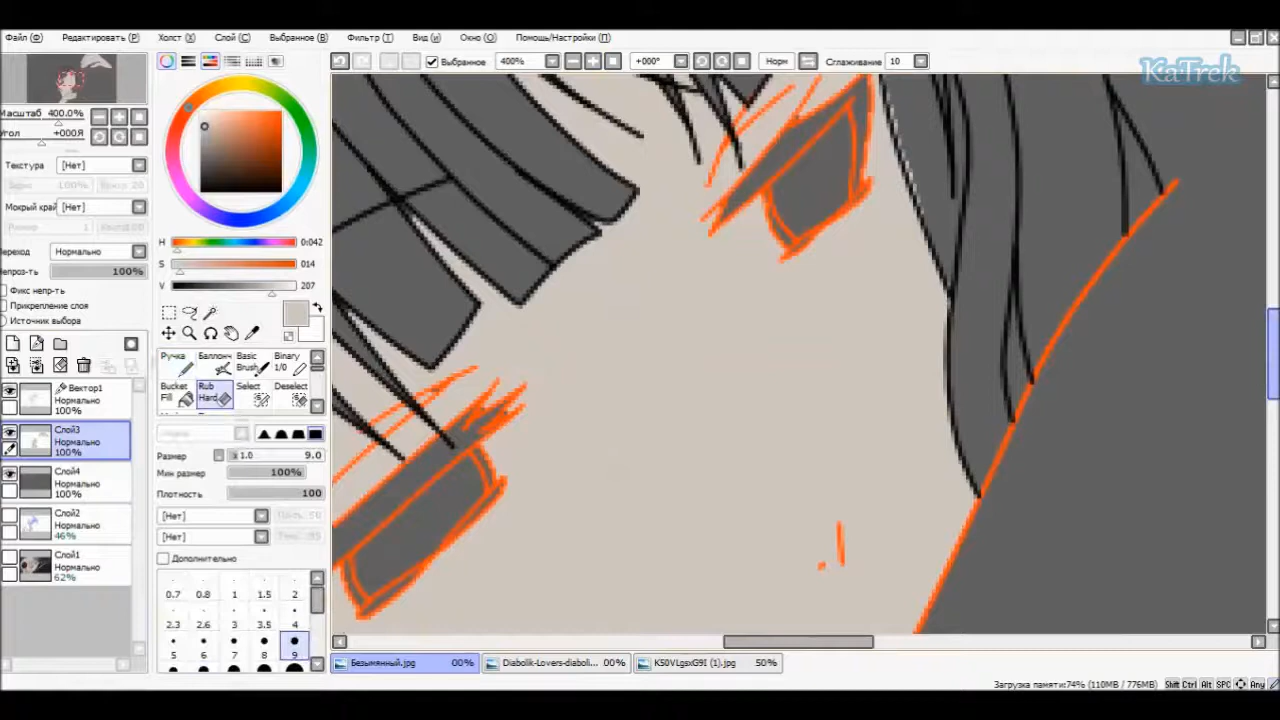 Файл (Ф) Редактировать (Р) Холст (Х) Слой (С) Выбранное (В) Фильтр (T) Вид (и) Окно (О) Помощь/Настройки (П)
Выбранное 400% +000° Норм Сглаживание 10
KaTrek
Масштаб 400.0%
Угол +000Я
Текстура [Нет]
100%
Мокрый край [Нет]
1
Переход Нормально
Непроз-ть 100%
Фикс непр-ть
Прикрепление слоя
Источник выбора
Вектор1
Нормально
100%
Слой3
Нормально
100%
Слой4
Нормально
100%
Слой2
Нормально
46%
Слой1
Нормально
62%
H 0:042
S 014
V 207
Ручка Баллонч Basic Brush Binary 1/0
Bucket Fill Rub Hard Select Deselect
Размер x 1.0 9.0
Мин размер 100%
Плотность 100
[Нет]
[Нет]
Дополнительно
0.7 0.8 1 1.5 2
2.3 2.6 3 3.5 4
5 6 7 8 9
Безымянный.jpg 00% Diabolik-Lovers-diaboli... 00% K50VLgsxG9I (1).jpg 50%
Загрузка памяти:74% (110MB / 776MB) Shift Ctrl Alt SPC Any